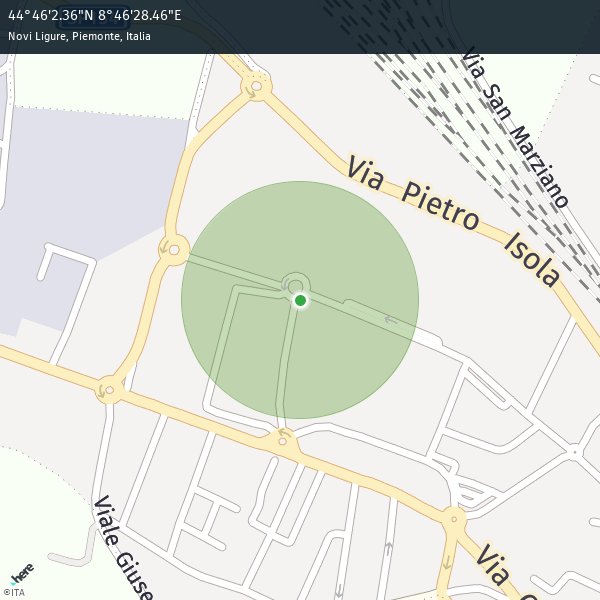 44°46'2.36"N 8°46'28.46"E
Novi Ligure, Piemonte, Italia
Via San Marziano
Via Pietro Isola
Viale Giuse
Via
here
©ITA